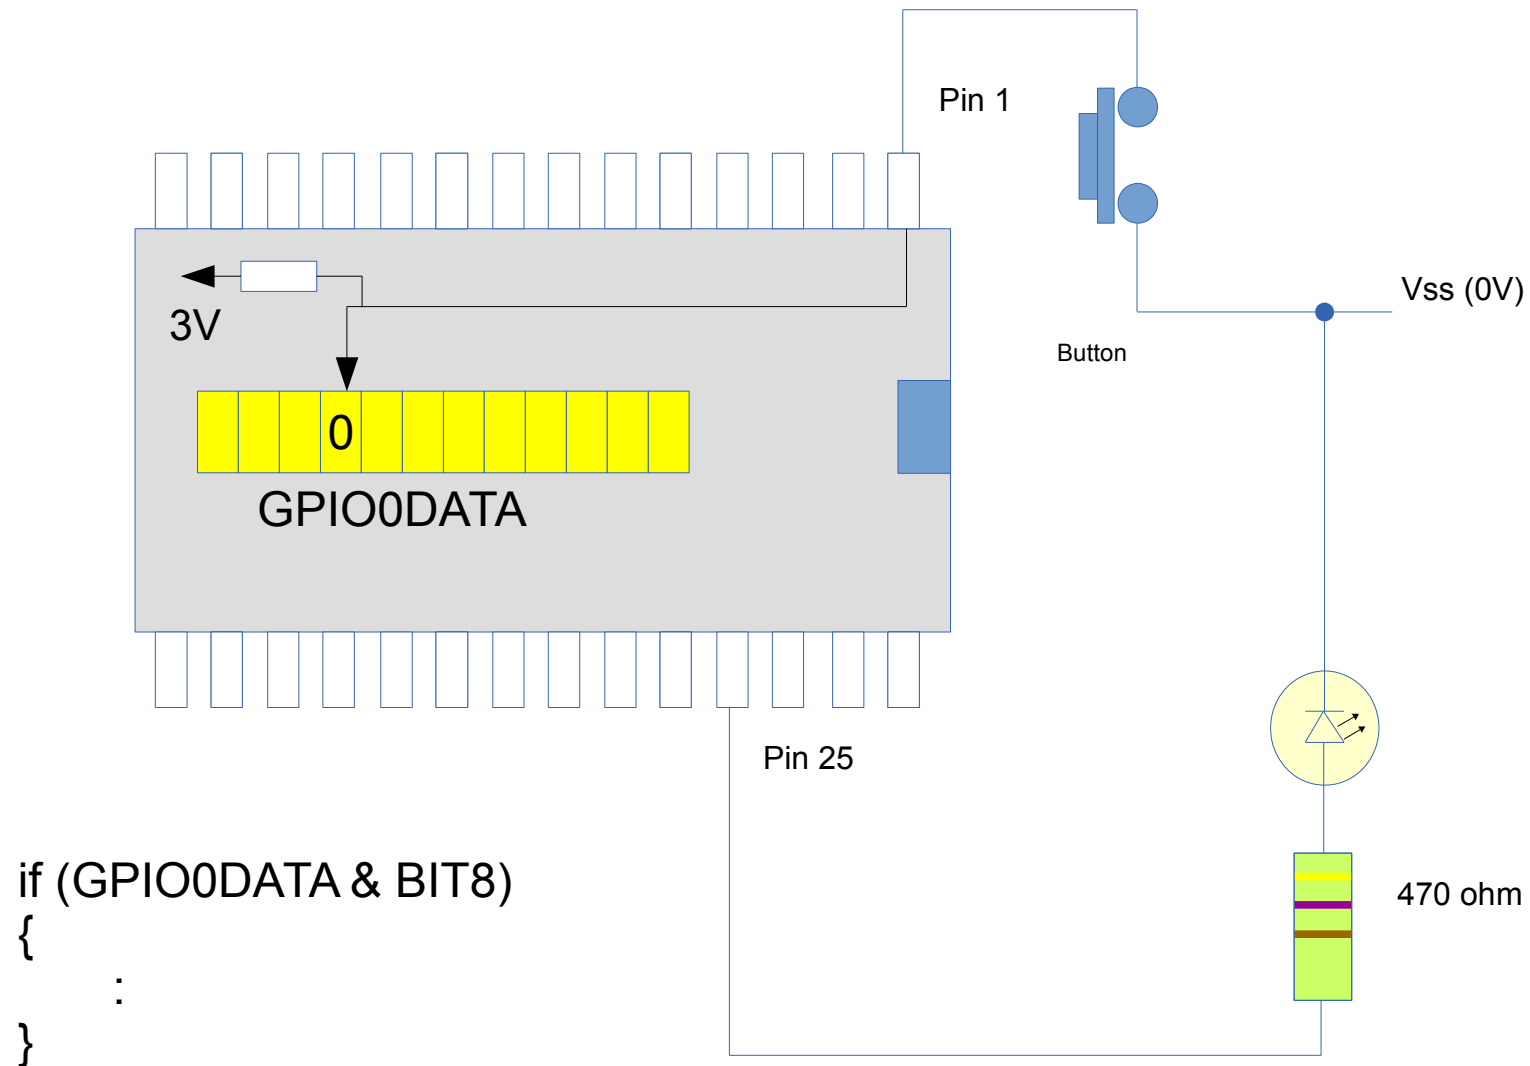 Pin 1
Vss (0V)
3V
Button
0
GPIO0DATA
Pin 25
if (GPIO0DATA & BIT8)
{
:
}
470 ohm